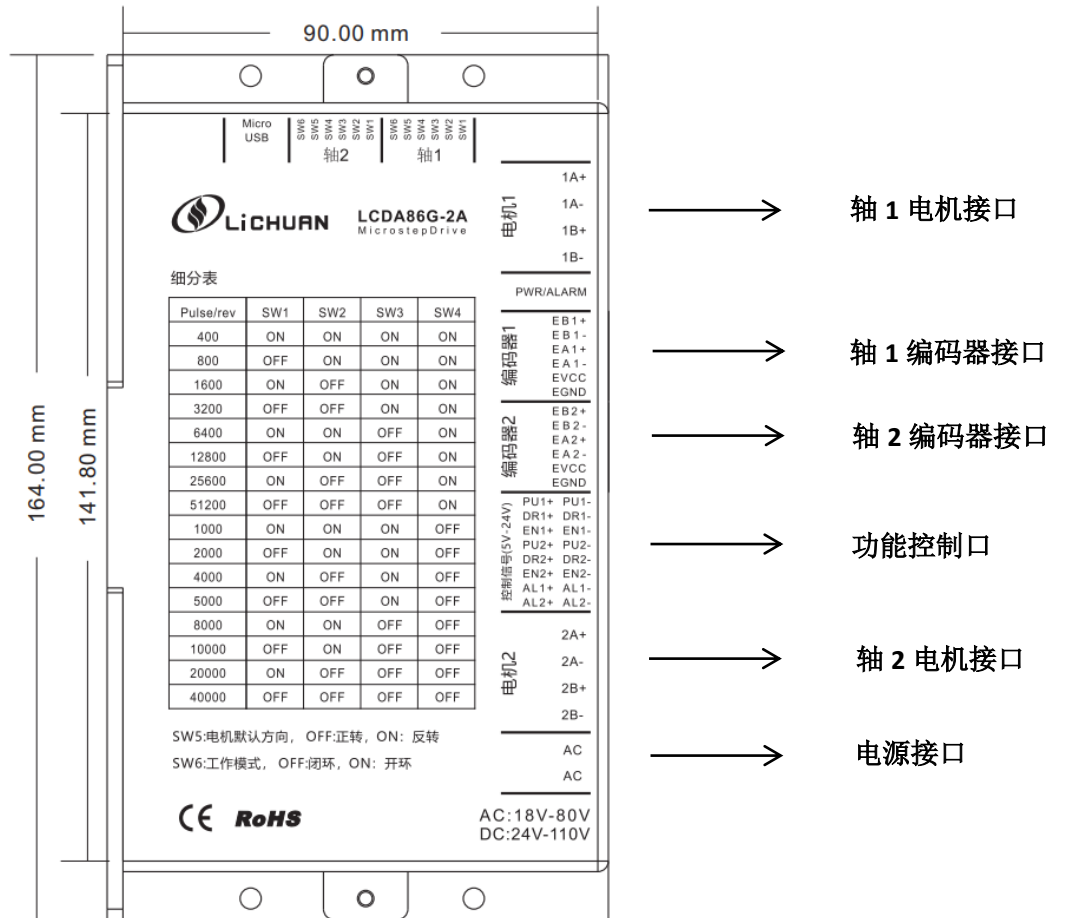 90.00 mm
Micro
USB
SW6 SW5 SW4 SW3 SW2 SW1
SW6 SW5 SW4 SW3 SW2 SW1
轴2
轴1
LiCHUAN
LCDA86G-2A
MicrostepDrive
细分表
Pulse/rev SW1 SW2 SW3 SW4
400 ON ON ON ON
800 OFF ON ON ON
1600 ON OFF ON ON
3200 OFF OFF ON ON
6400 ON ON OFF ON
12800 OFF ON OFF ON
25600 ON OFF OFF ON
51200 OFF OFF OFF ON
1000 ON ON ON OFF
2000 OFF ON ON OFF
4000 ON OFF ON OFF
5000 OFF OFF ON OFF
8000 ON ON OFF OFF
10000 OFF ON OFF OFF
20000 ON OFF OFF OFF
40000 OFF OFF OFF OFF
SW5:电机默认方向， OFF:正转，ON：反转
SW6:工作模式， OFF:闭环，ON：开环
CE RoHS
164.00 mm
141.80 mm
电机1
1A+
1A-
1B+
1B-
PWR/ALARM
编码器1
EB1+
EB1-
EA1+
EA1-
EVCC
EGND
编码器2
EB2+
EB2-
EA2+
EA2-
EVCC
EGND
控制信号(5V-24V)
PU1+ PU1-
DR1+ DR1-
EN1+ EN1-
PU2+ PU2-
DR2+ DR2-
EN2+ EN2-
AL1+ AL1-
AL2+ AL2-
电机2
2A+
2A-
2B+
2B-
AC
AC
AC:18V-80V
DC:24V-110V
轴 1 电机接口
轴 1 编码器接口
轴 2 编码器接口
功能控制口
轴 2 电机接口
电源接口